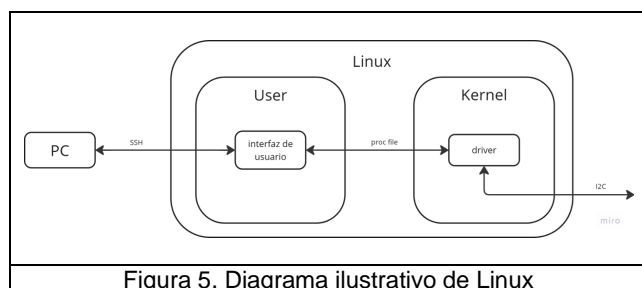 Linux
User
Kernel
PC
SSH
interfaz de
usuario
proc file
driver
I2C
miro
Figura 5. Diagrama ilustrativo de Linux